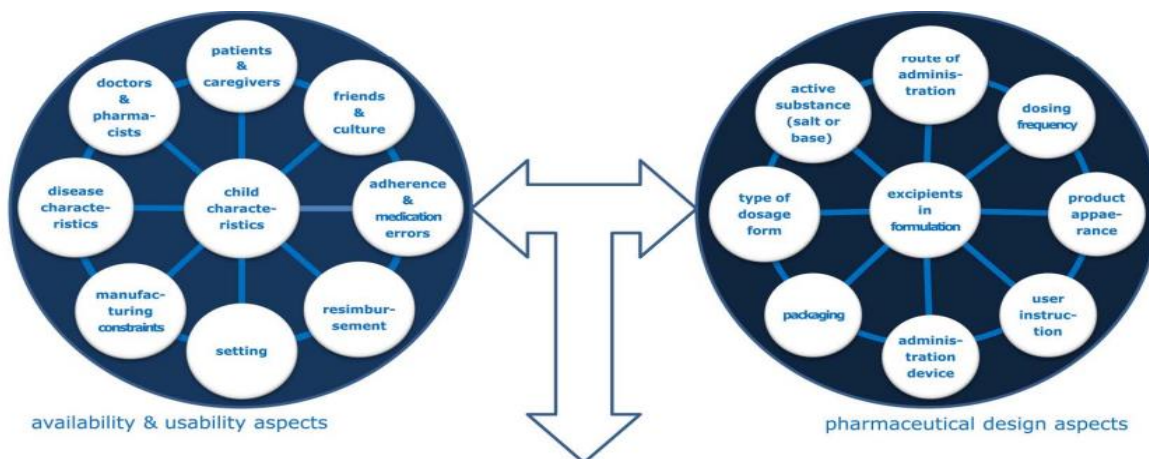 patients
&
caregivers
doctors
&
pharma-
cists
friends
&
culture
disease
characte-
ristics
child
characte-
ristics
adherence
&
medication
errors
manufac-
turing
constraints
resimbur-
sement
setting
availability & usability aspects
route of
adminis-
tration
active
substance
(salt or
base)
dosing
frequency
type of
dosage
form
excipients
in
formulation
product
appae-
rance
packaging
user
instruc-
tion
adminis-
tration
device
pharmaceutical design aspects